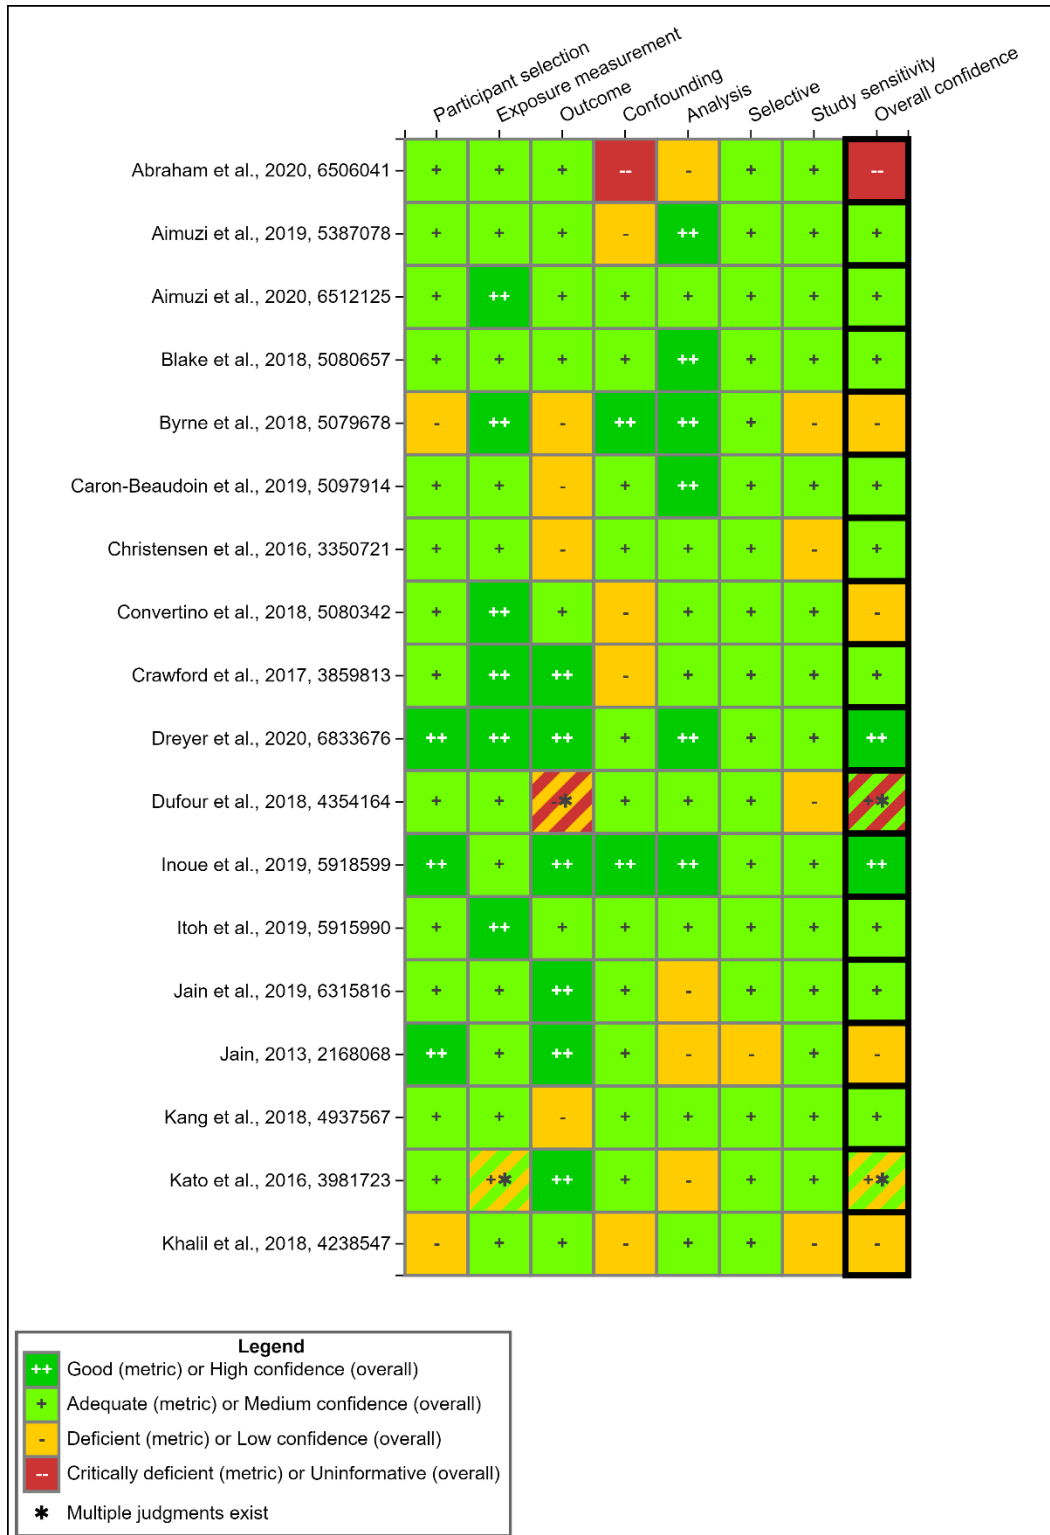 Participant selection
Exposure measurement
Outcome
Confounding
Analysis
Selective
Study sensitivity
Overall confidence
Abraham et al., 2020, 6506041 + + + -- - + + --
Aimuzi et al., 2019, 5387078 + + + - ++ + + +
Aimuzi et al., 2020, 6512125 + ++ + + + + + +
Blake et al., 2018, 5080657 + + + + ++ + + +
Byrne et al., 2018, 5079678 - ++ - ++ ++ + - -
Caron-Beaudoin et al., 2019, 5097914 + + - + ++ + + +
Christensen et al., 2016, 3350721 + + - + + + - +
Convertino et al., 2018, 5080342 + ++ + - + + + -
Crawford et al., 2017, 3859813 + ++ ++ - + + + +
Dreyer et al., 2020, 6833676 ++ ++ ++ + ++ + + ++
Dufour et al., 2018, 4354164 + + -✱ + + + - +✱
Inoue et al., 2019, 5918599 ++ + ++ ++ ++ + + ++
Itoh et al., 2019, 5915990 + ++ + + + + + +
Jain et al., 2019, 6315816 + + ++ + - + + +
Jain, 2013, 2168068 ++ + ++ + - - + -
Kang et al., 2018, 4937567 + + - + + + + +
Kato et al., 2016, 3981723 + +✱ ++ + - + + +✱
Khalil et al., 2018, 4238547 - + + - + + - -
Legend
++ Good (metric) or High confidence (overall)
+ Adequate (metric) or Medium confidence (overall)
- Deficient (metric) or Low confidence (overall)
-- Critically deficient (metric) or Uninformative (overall)
✱ Multiple judgments exist